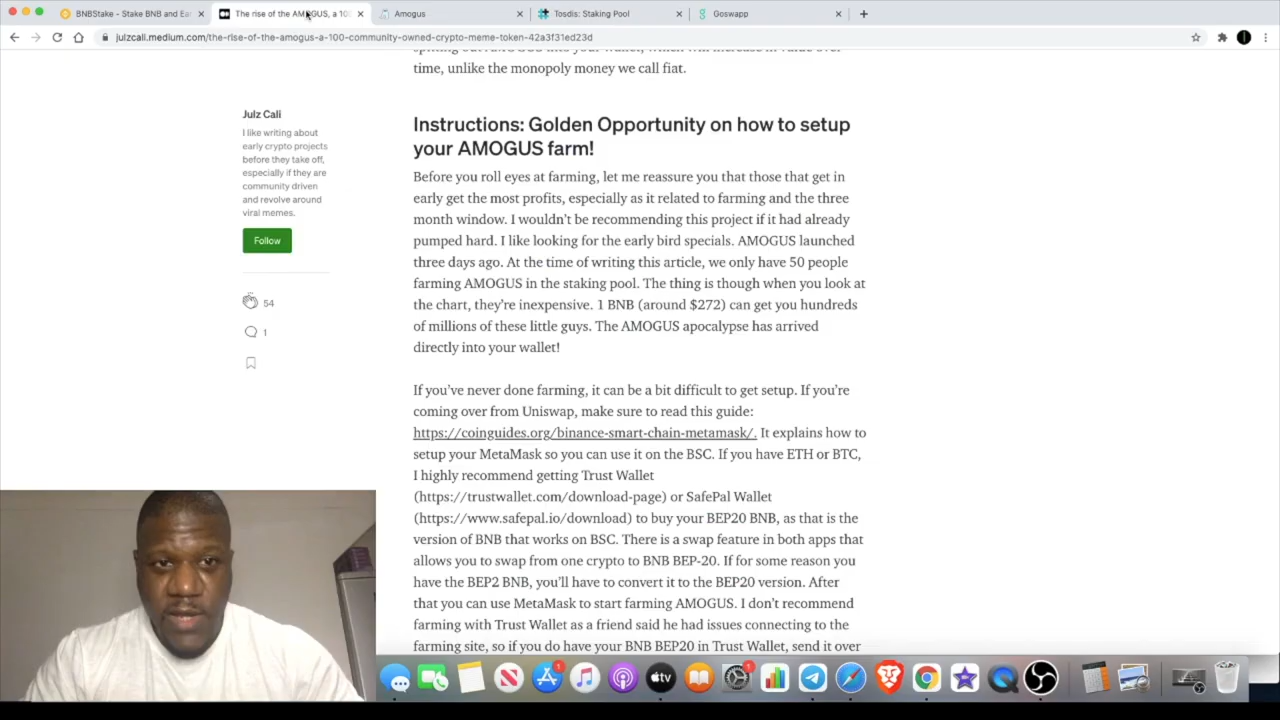 BNBStake - Stake BNB and Ear
The rise of the AMOGUS, a 10
Amogus
Tosdis: Staking Pool
Goswapp
julzcali.medium.com/the-rise-of-the-amogus-a-100-community-owned-crypto-meme-token-42a3f31ed23d
time, unlike the monopoly money we call fiat.
Julz Cali
I like writing about
early crypto projects
before they take off,
especially if they are
community driven
and revolve around
viral memes.
Follow
54
1
Instructions: Golden Opportunity on how to setup
your AMOGUS farm!
Before you roll eyes at farming, let me reassure you that those that get in
early get the most profits, especially as it related to farming and the three
month window. I wouldn't be recommending this project if it had already
pumped hard. I like looking for the early bird specials. AMOGUS launched
three days ago. At the time of writing this article, we only have 50 people
farming AMOGUS in the staking pool. The thing is though when you look at
the chart, they're inexpensive. 1 BNB (around $272) can get you hundreds
of millions of these little guys. The AMOGUS apocalypse has arrived
directly into your wallet!
If you've never done farming, it can be a bit difficult to get setup. If you're
coming over from Uniswap, make sure to read this guide:
https://coinguides.org/binance-smart-chain-metamask/. It explains how to
setup your MetaMask so you can use it on the BSC. If you have ETH or BTC,
I highly recommend getting Trust Wallet
(https://trustwallet.com/download-page) or SafePal Wallet
(https://www.safepal.io/download) to buy your BEP20 BNB, as that is the
version of BNB that works on BSC. There is a swap feature in both apps that
allows you to swap from one crypto to BNB BEP-20. If for some reason you
have the BEP2 BNB, you'll have to convert it to the BEP20 version. After
that you can use MetaMask to start farming AMOGUS. I don't recommend
farming with Trust Wallet as a friend said he had issues connecting to the
farming site, so if you do have your BNB BEP20 in Trust Wallet, send it over
1
tv
1